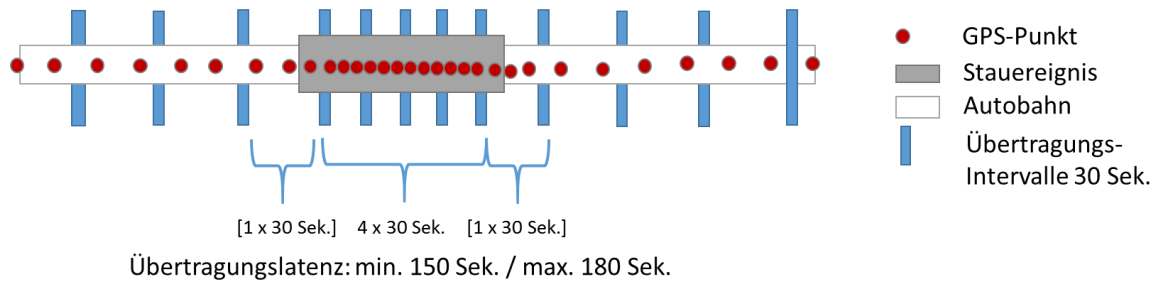 GPS-Punkt
Stauereignis
Autobahn
Übertragungs-
Intervalle 30 Sek.
[1 x 30 Sek.] 4 x 30 Sek. [1 x 30 Sek.]
Übertragungslatenz: min. 150 Sek. / max. 180 Sek.